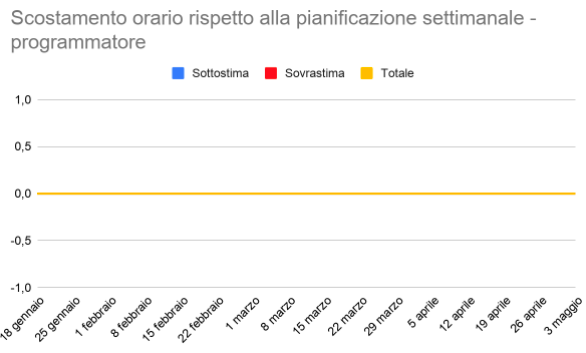 Scostamento orario rispetto alla pianificazione settimanale -
programmatore
Sottostima Sovrastima Totale
1,0
0,5
0,0
-0,5
-1,0
18 gennaio
25 gennaio
1 febbraio
8 febbraio
15 febbraio
22 febbraio
1 marzo
8 marzo
15 marzo
22 marzo
29 marzo
5 aprile
12 aprile
19 aprile
26 aprile
3 maggio